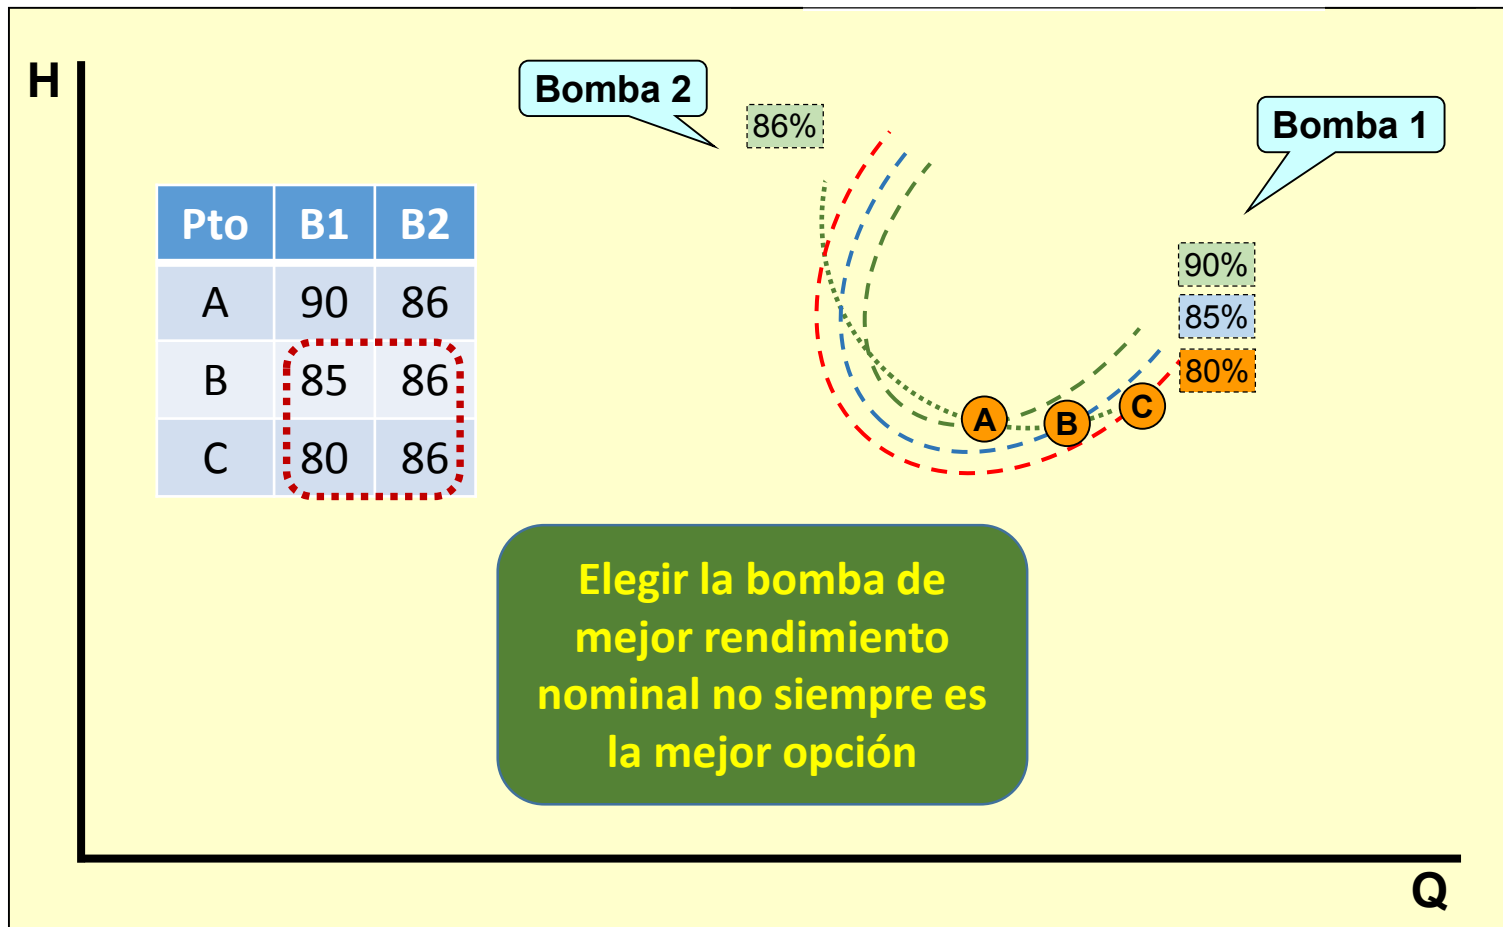 H
Bomba 2
86%
Bomba 1
Pto B1 B2
A 90 86
B 85 86
C 80 86
90%
85%
80%
A
B
C
Elegir la bomba de
mejor rendimiento
nominal no siempre es
la mejor opción
Q